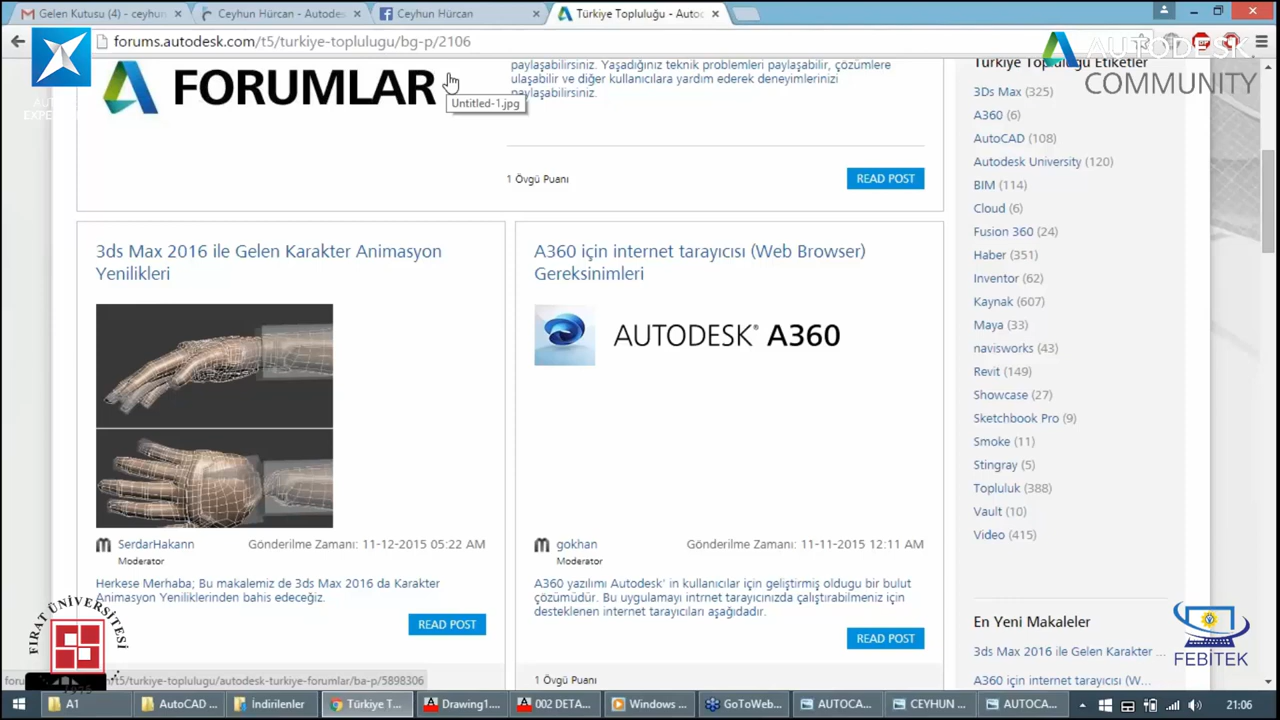 Gelen Kutusu (4) - ceyhun
Ceyhun Hürcan - Autodes
Ceyhun Hürcan
Türkiye Topluluğu - Autoc
forums.autodesk.com/t5/turkiye-toplulugu/bg-p/2106
AUTODESK
COMMUNITY
FORUMLAR
Untitled-1.jpg
paylaşabilirsiniz. Yaşadığınız teknik problemleri paylaşabilir, çözümlere
ulaşabilir ve diğer kullanıcılara yardım ederek deneyimlerinizi
paylaşabilirsiniz.
1 Övgü Puanı
READ POST
3ds Max 2016 ile Gelen Karakter Animasyon
Yenilikleri
SerdarHakann
Moderator
Gönderilme Zamanı: 11-12-2015 05:22 AM
Herkese Merhaba; Bu makalemiz de 3ds Max 2016 da Karakter
Animasyon Yeniliklerinden bahis edeceğiz.
READ POST
A360 için internet tarayıcısı (Web Browser)
Gereksinimleri
AUTODESK® A360
gokhan
Moderator
Gönderilme Zamanı: 11-11-2015 12:11 AM
A360 yazılımı Autodesk' in kullanıcılar için geliştirmiş oldugu bir bulut
çözümüdür. Bu uygulamayı intrnet tarayıcınızda çalıştırabilmeniz için
desteklenen internet tarayıcıları aşağıdadır.
READ POST
1 Övgü Puanı
Türkiye Topluluğu Etiketler
3Ds Max (325)
A360 (6)
AutoCAD (108)
Autodesk University (120)
BIM (114)
Cloud (6)
Fusion 360 (24)
Haber (351)
Inventor (62)
Kaynak (607)
Maya (33)
navisworks (43)
Revit (149)
Showcase (27)
Sketchbook Pro (9)
Smoke (11)
Stingray (5)
Topluluk (388)
Vault (10)
Video (415)
En Yeni Makaleler
3ds Max 2016 ile Gelen Karakter ...
A360 için internet tarayıcısı (W...
FIRAT ÜNİVERSİTESİ
1975
FEBİTEK
/t5/turkiye-toplulugu/autodesk-turkiye-forumlar/ba-p/5898306
A1
AutoCAD ...
İndirilenler
Türkiye T...
Drawing1....
002 DETA...
Windows ...
GoToWeb...
AUTOCA...
CEYHUN ...
AUTOCA...
21:06